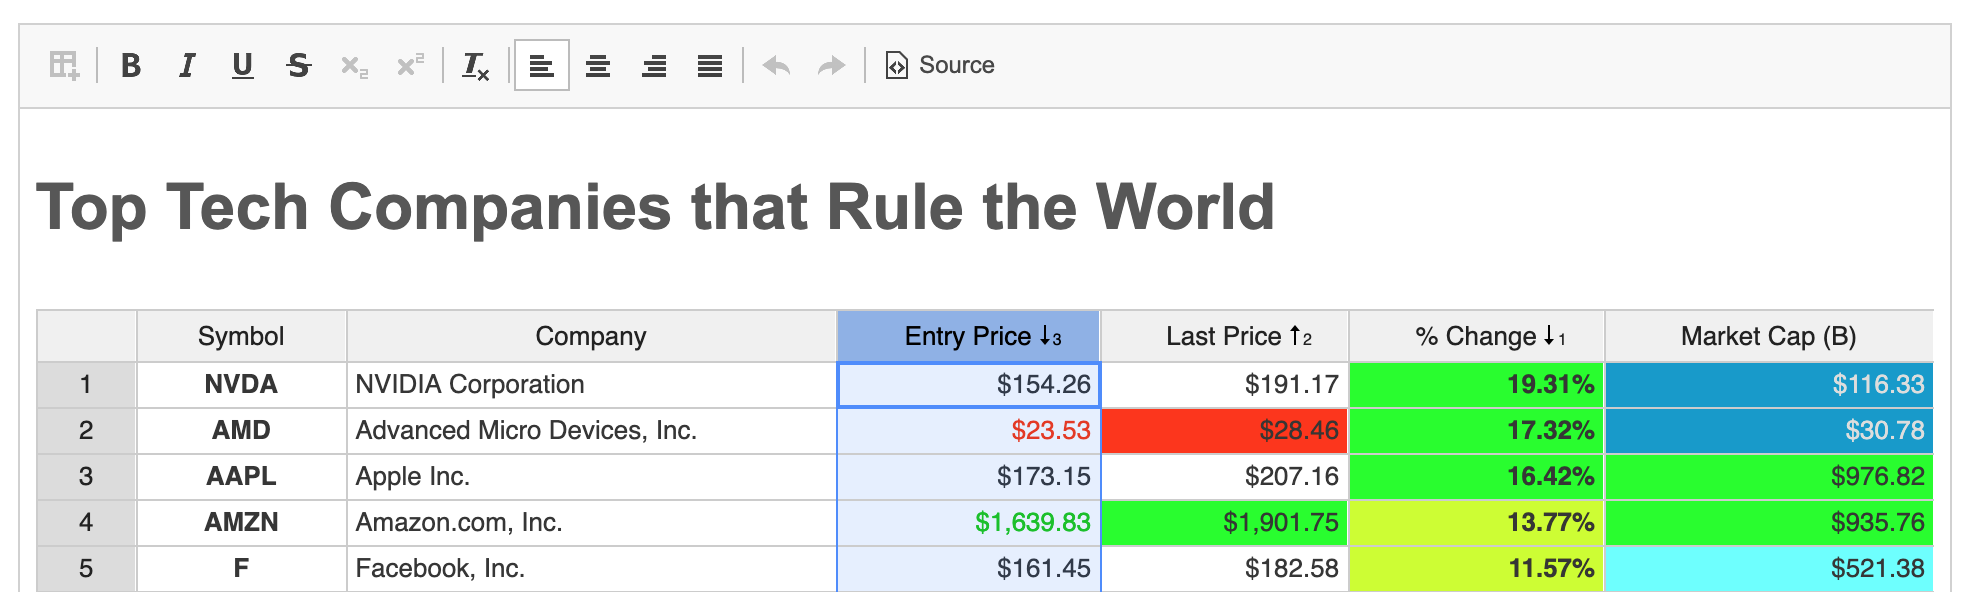 B I U S x₂ x² Tx Source
Top Tech Companies that Rule the World
Symbol Company Entry Price ↓3 Last Price ↑2 % Change ↓1 Market Cap (B)
1 NVDA NVIDIA Corporation $154.26 $191.17 19.31% $116.33
2 AMD Advanced Micro Devices, Inc. $23.53 $28.46 17.32% $30.78
3 AAPL Apple Inc. $173.15 $207.16 16.42% $976.82
4 AMZN Amazon.com, Inc. $1,639.83 $1,901.75 13.77% $935.76
5 F Facebook, Inc. $161.45 $182.58 11.57% $521.38